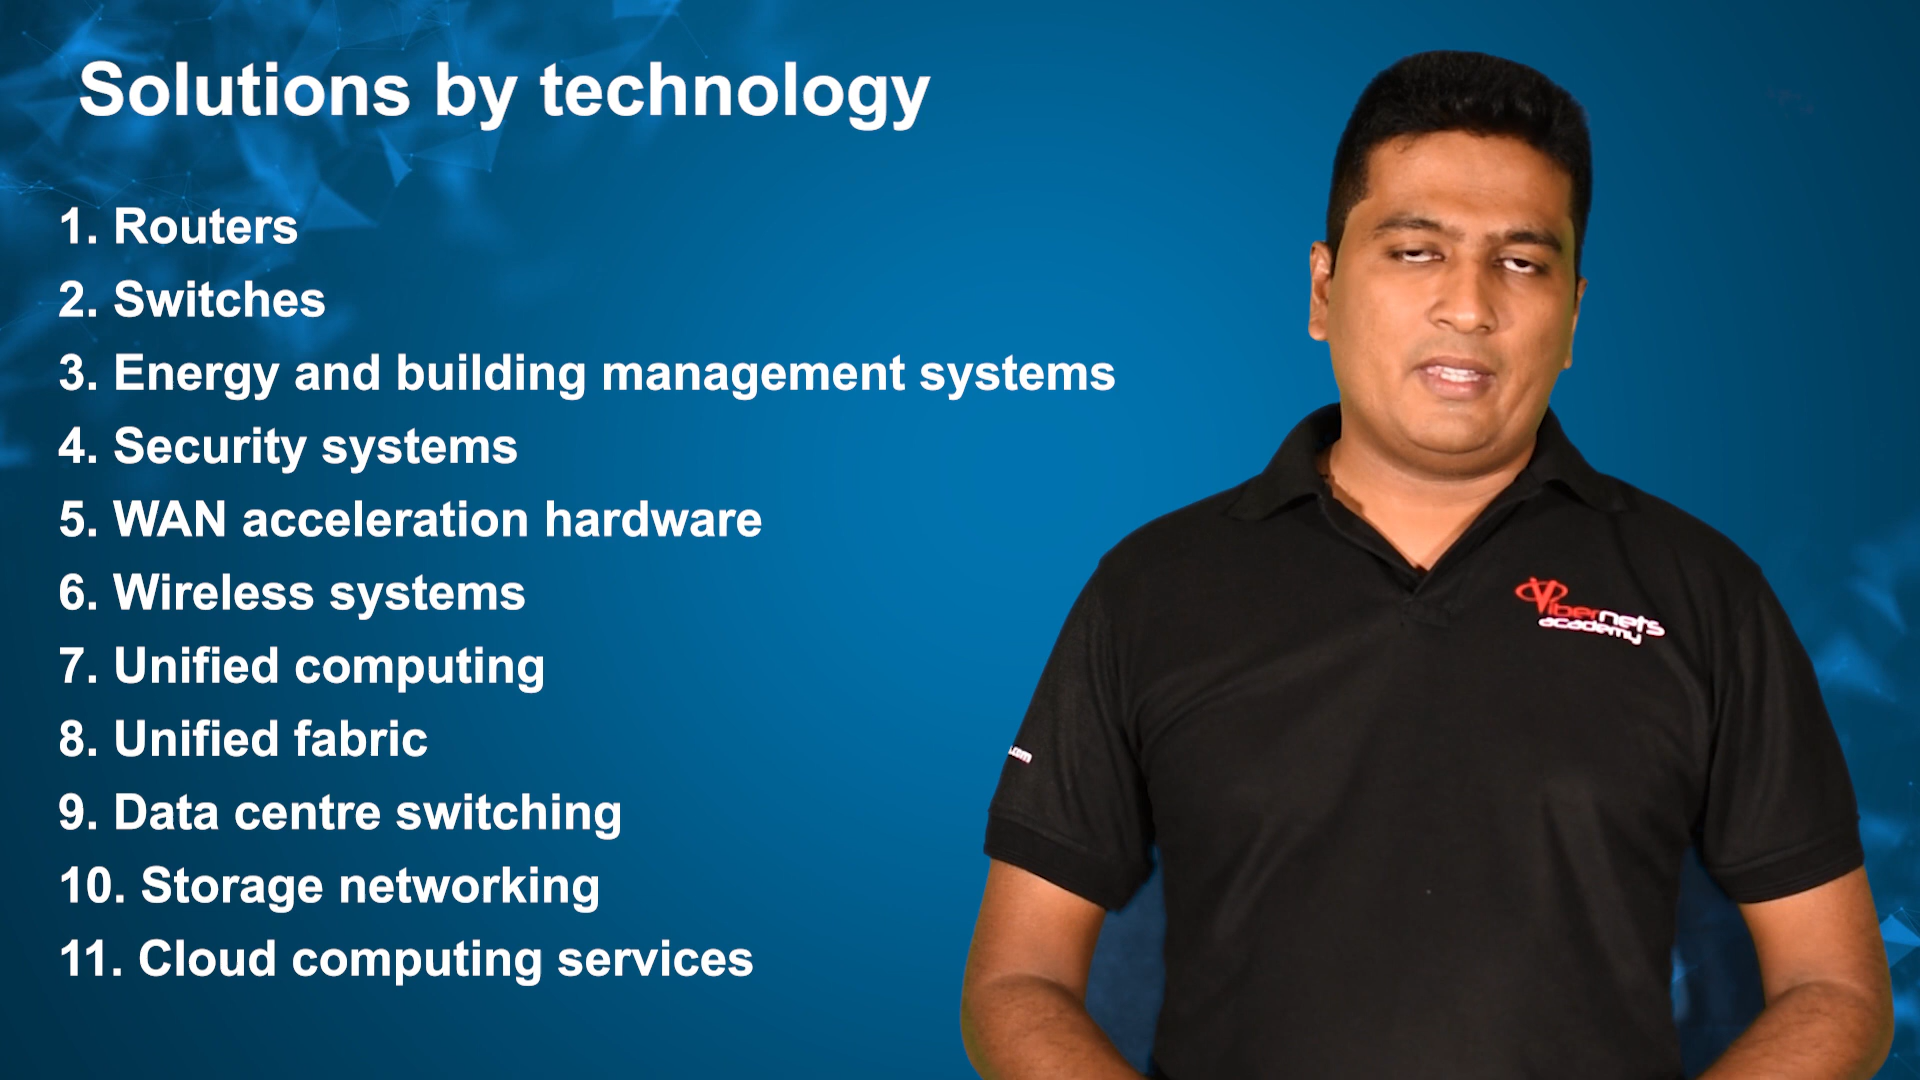 Solutions by technology
1. Routers
2. Switches
3. Energy and building management systems
4. Security systems
5. WAN acceleration hardware
6. Wireless systems
7. Unified computing
8. Unified fabric
9. Data centre switching
10. Storage networking
11. Cloud computing services
Vibernets
academy
.com